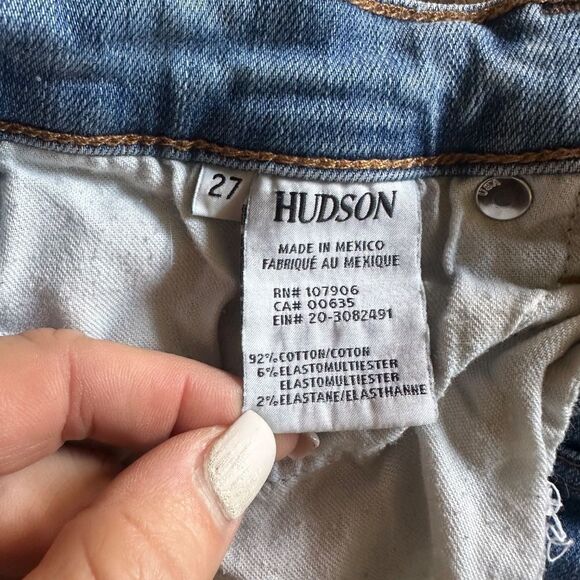 27
HUDSON
MADE IN MEXICO
FABRIQUÉ AU MEXIQUE
RN# 107906
CA# 00635
EIN# 20-3082491
92% COTTON/COTON
6% ELASTOMULTIESTER
ELASTOMULTIESTER
2% ELASTANE/ELASTHANNE
USA